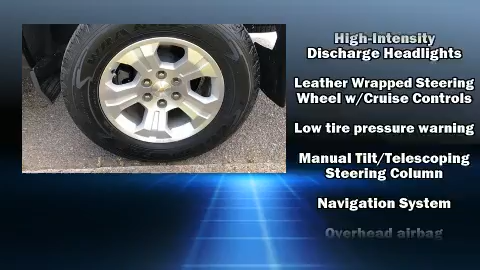 High-Intensity
Discharge Headlights
Leather Wrapped Steering
Wheel w/Cruise Controls
Low tire pressure warning
Manual Tilt/Telescoping
Steering Column
Navigation System
Overhead airbag